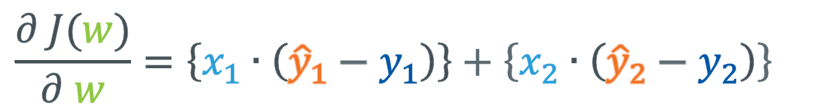 ∂ J(w) / ∂ w = {x₁ · (ŷ₁ − y₁)} + {x₂ · (ŷ₂ − y₂)}